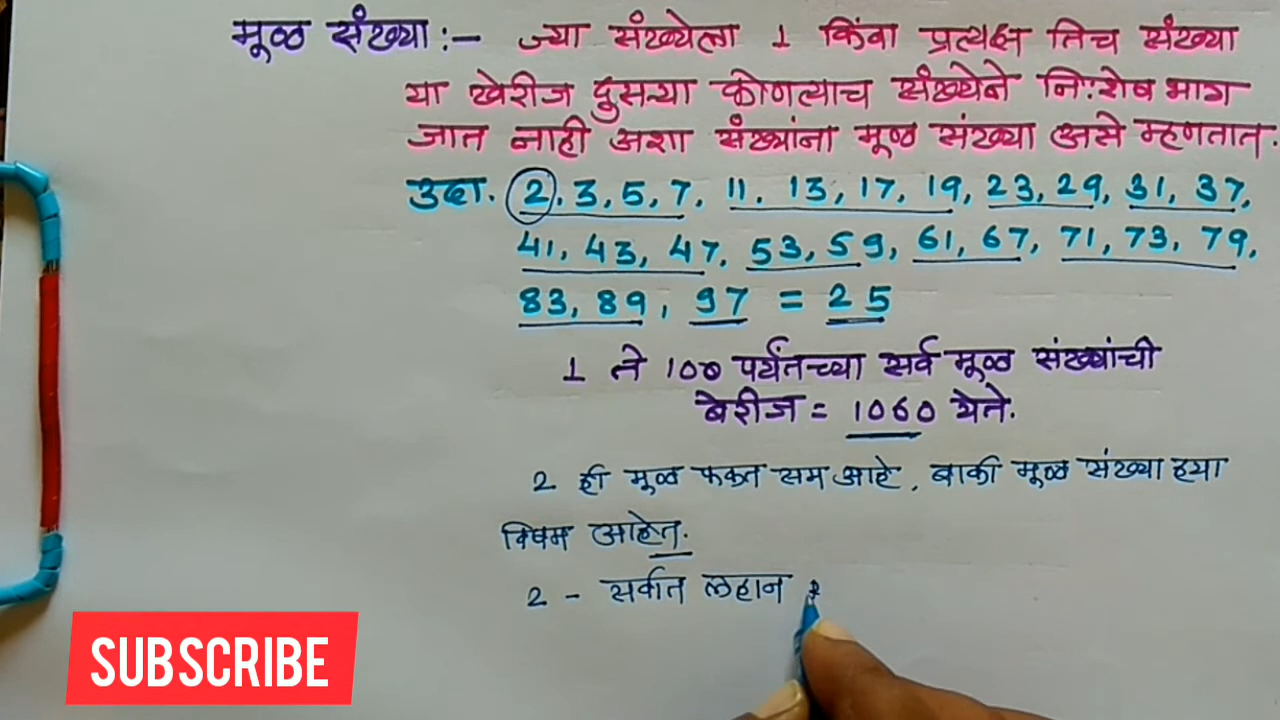 मूळ संख्या :- ज्या संख्येला 1 किंवा प्रत्यक्ष तिच संख्या
या खेरीज दुसऱ्या कोणत्याच संख्येने नि:शेष भाग
जात नाही अशा संख्यांना मूळ संख्या असे म्हणतात.
उदा. 2, 3, 5, 7, 11, 13, 17, 19, 23, 29, 31, 37,
41, 43, 47, 53, 59, 61, 67, 71, 73, 79,
83, 89, 97 = 25
1 ते 100 पर्यंतच्या सर्व मूळ संख्यांची
बेरीज = 1060 येते.
2 ही मूळ फक्त सम आहे. बाकी मूळ संख्या हया
विषम आहेत.
2 - सर्वात लहान
SUBSCRIBE